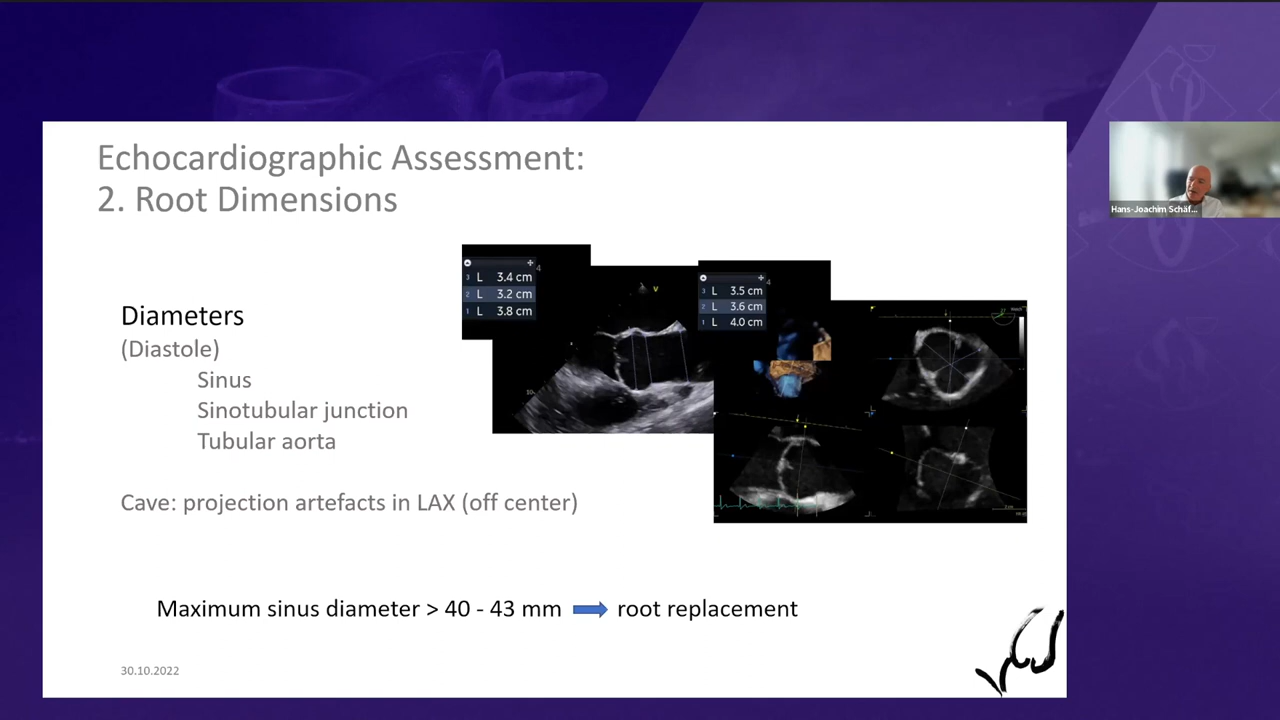 Echocardiographic Assessment:
2. Root Dimensions
Diameters
(Diastole)
Sinus
Sinotubular junction
Tubular aorta
Cave: projection artefacts in LAX (off center)
3 L 3.4 cm
2 L 3.2 cm
1 L 3.8 cm
4
V
3 L 3.5 cm
2 L 3.6 cm
1 L 4.0 cm
4
Maximum sinus diameter > 40 - 43 mm root replacement
30.10.2022
Hans-Joachim Schäf...